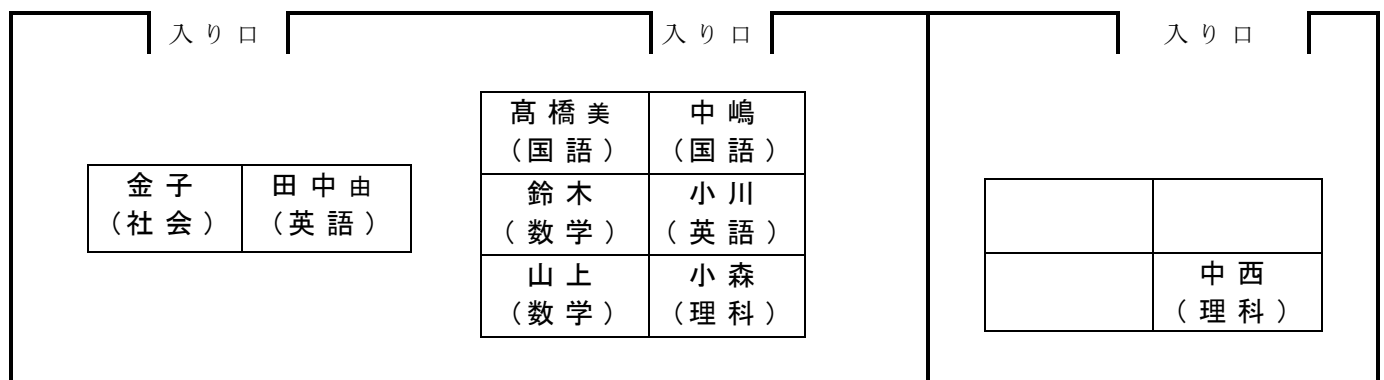 入り口
入り口
入り口
髙橋美
(国語)
中嶋
(国語)
金子
(社会)
田中由
(英語)
鈴木
(数学)
小川
(英語)
山上
(数学)
小森
(理科)
中西
(理科)